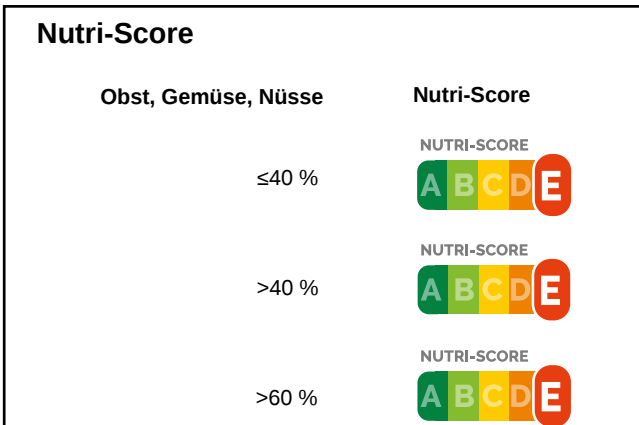 Nutri-Score
Obst, Gemüse, Nüsse Nutri-Score
NUTRI-SCORE
≤40 % A B C D E
NUTRI-SCORE
>40 % A B C D E
NUTRI-SCORE
>60 % A B C D E